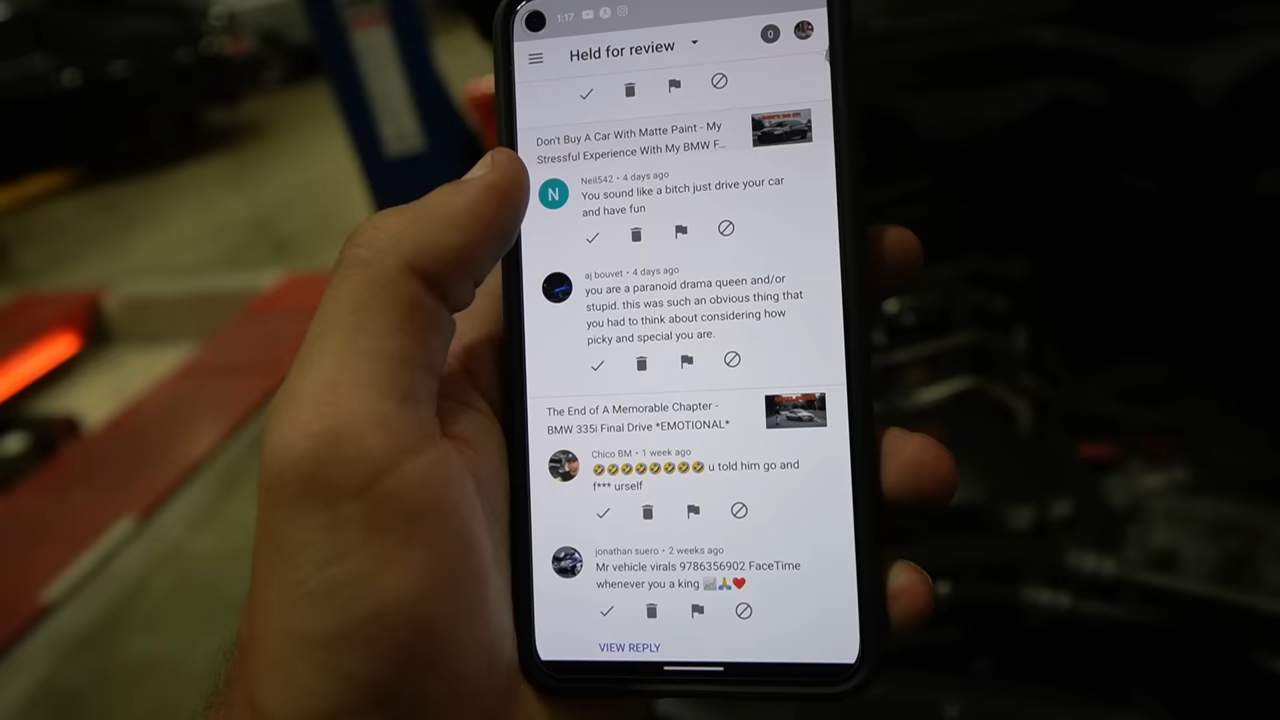 1:17
Held for review
0
Don't Buy A Car With Matte Paint - My
Stressful Experience With My BMW F...
N
Neil542 • 4 days ago
You sound like a bitch just drive your car
and have fun
aj bouvet • 4 days ago
you are a paranoid drama queen and/or
stupid. this was such an obvious thing that
you had to think about considering how
picky and special you are.
The End of A Memorable Chapter -
BMW 335i Final Drive *EMOTIONAL*
Chico BM • 1 week ago
🤣🤣🤣🤣🤣🤣🤣🤣 u told him go and
f*** urself
jonathan suero • 2 weeks ago
Mr vehicle virals 9786356902 FaceTime
whenever you a king 📈🙏❤️
VIEW REPLY